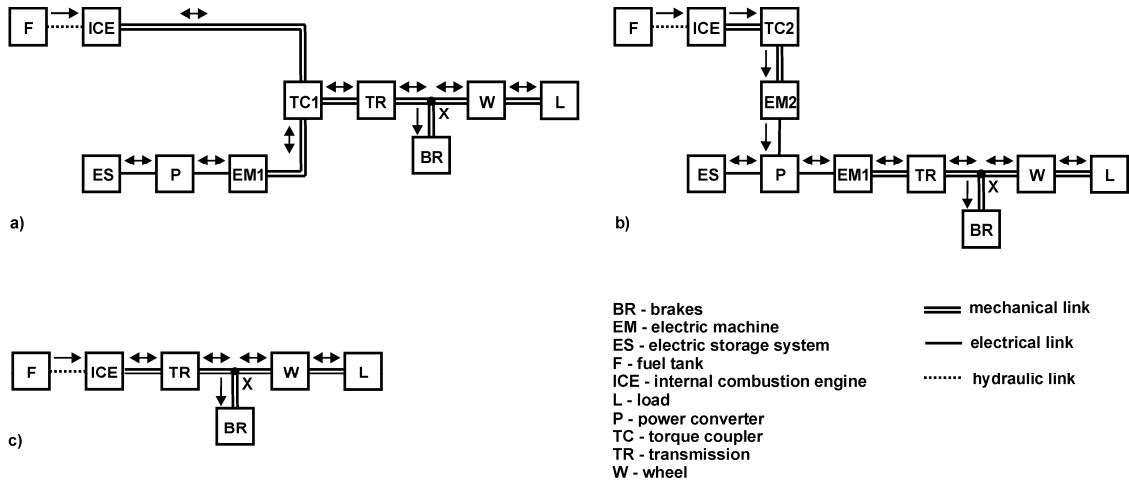 F ICE
TC1 TR X W L
BR
ES P EM1
a)
F ICE TC2
EM2
ES P EM1 TR X W L
BR
b)
F ICE TR X W L
BR
c)
BR - brakes
EM - electric machine
ES - electric storage system
F - fuel tank
ICE - internal combustion engine
L - load
P - power converter
TC - torque coupler
TR - transmission
W - wheel
mechanical link
electrical link
hydraulic link